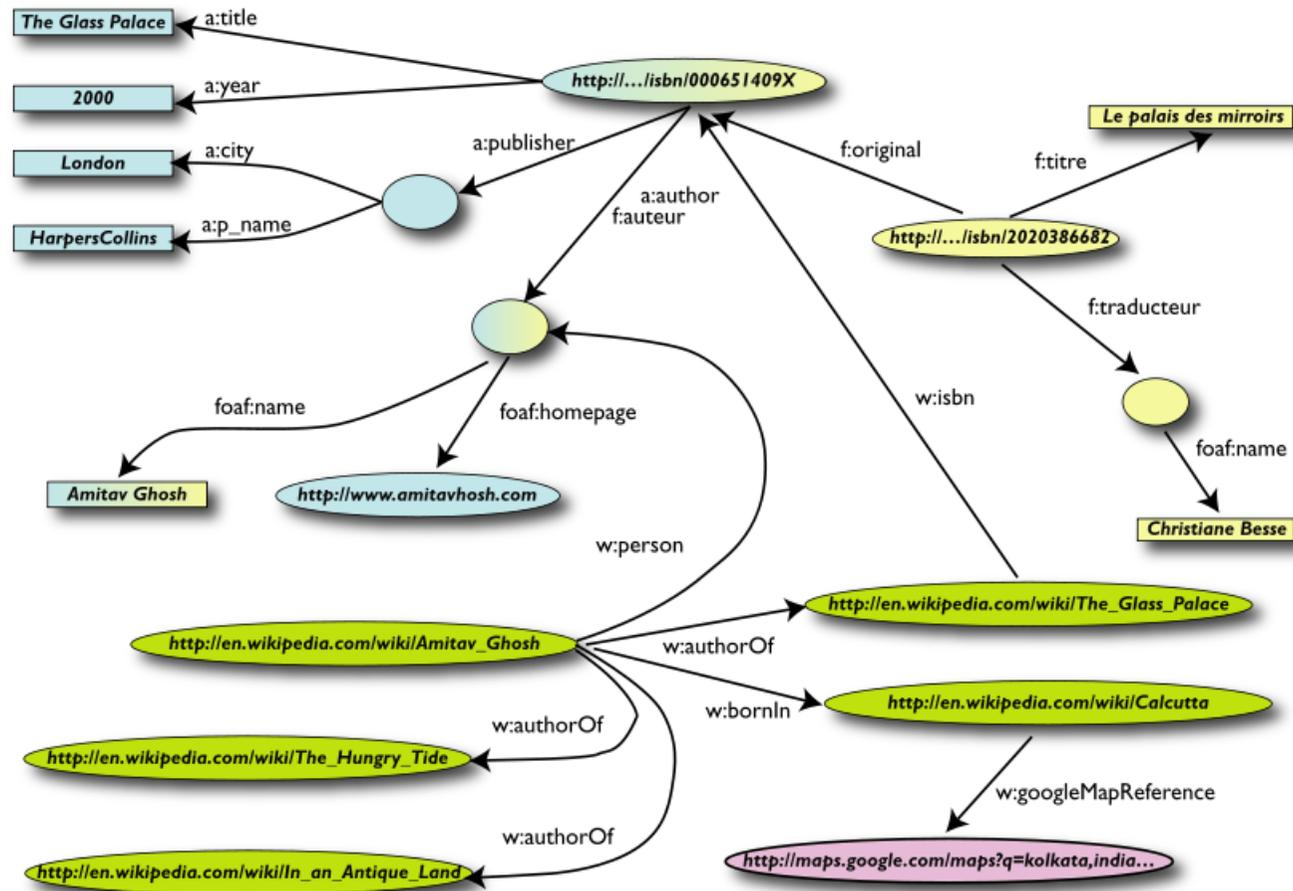 The Glass Palace
a:title
http://…/isbn/000651409X
2000
a:year
Le palais des mirroirs
London
a:city
a:publisher
f:original
f:titre
a:author
f:auteur
HarpersCollins
a:p_name
http://…/isbn/2020386682
f:traducteur
foaf:name
foaf:homepage
w:isbn
foaf:name
Amitav Ghosh
http://www.amitavhosh.com
Christiane Besse
w:person
http://en.wikipedia.com/wiki/The_Glass_Palace
http://en.wikipedia.com/wiki/Amitav_Ghosh
w:authorOf
http://en.wikipedia.com/wiki/Calcutta
w:bornIn
w:authorOf
http://en.wikipedia.com/wiki/The_Hungry_Tide
w:googleMapReference
w:authorOf
http://maps.google.com/maps?q=kolkata,india…
http://en.wikipedia.com/wiki/In_an_Antique_Land